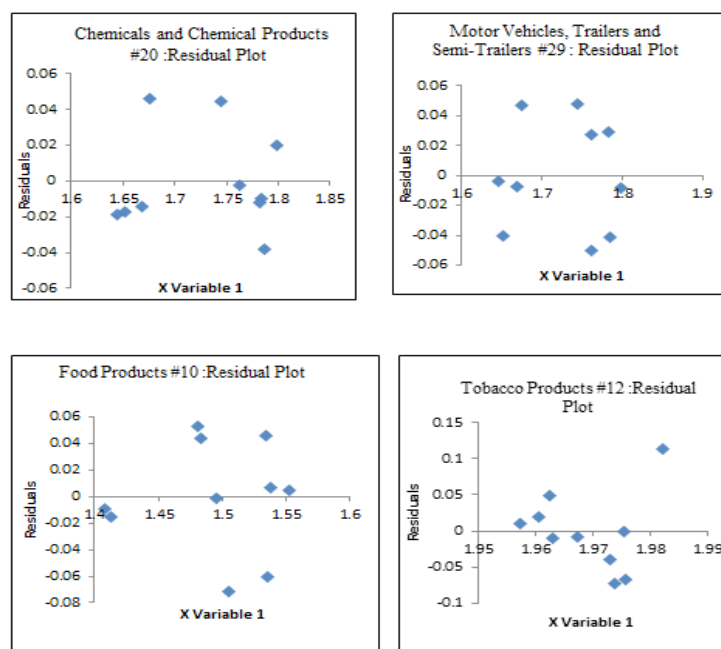 Chemicals and Chemical Products
#20 :Residual Plot
0.06
0.04
0.02
0
-0.02
-0.04
-0.06
1.6 1.65 1.7 1.75 1.8 1.85
Residuals
X Variable 1
Motor Vehicles, Trailers and
Semi-Trailers #29 : Residual Plot
0.06
0.04
0.02
0
-0.02
-0.04
-0.06
1.6 1.7 1.8 1.9
Residuals
X Variable 1
Food Products #10 :Residual Plot
0.06
0.04
0.02
0
-0.02
-0.04
-0.06
-0.08
1.4 1.45 1.5 1.55 1.6
Residuals
X Variable 1
Tobacco Products #12 :Residual
Plot
0.15
0.1
0.05
0
-0.05
-0.1
1.95 1.96 1.97 1.98 1.99
Residuals
X Variable 1